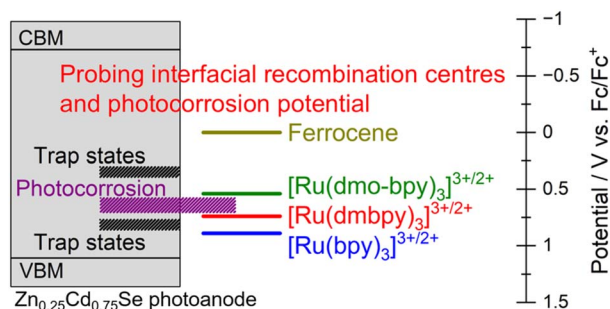 CBM
Probing interfacial recombination centres
and photocorrosion potential
Ferrocene
Trap states
Photocorrosion
[Ru(dmo-bpy)₃]³⁺/²⁺
[Ru(dmbpy)₃]³⁺/²⁺
Trap states
[Ru(bpy)₃]³⁺/²⁺
VBM
Zn₀.₂₅Cd₀.₇₅Se photoanode
-1
-0.5
0
0.5
1
1.5
Potential / V vs. Fc/Fc⁺